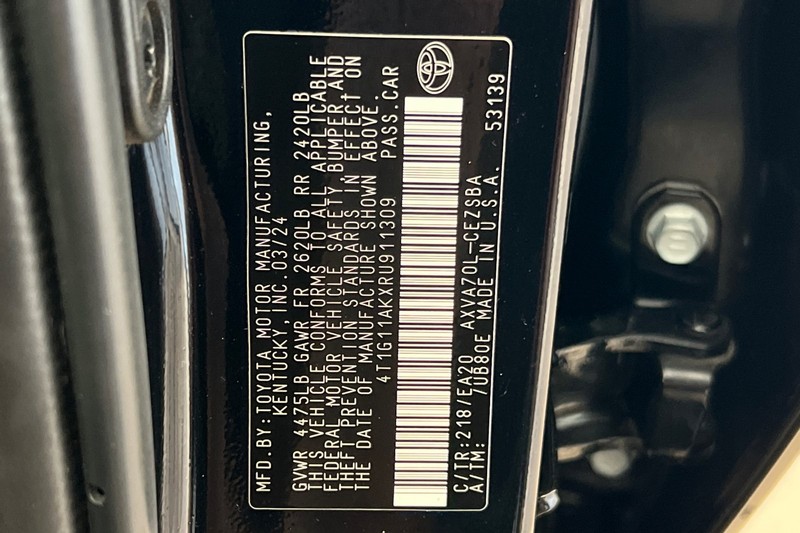 MFD.BY:TOYOTA MOTOR MANUFACTURING,
KENTUCKY, INC.03/24
GVWR 4475LB GAWR FR 2620LB RR 2420LB
THIS VEHICLE CONFORMS TO ALL APPLICABLE
FEDERAL MOTOR VEHICLE SAFETY, BUMPER,AND
THEFT PREVENTION STANDARDS IN EFFECT ON
THE DATE OF MANUFACTURE SHOWN ABOVE.
4T1G11AKXRU911309 PASS.CAR
C/TR:218/EA20 AXVA70L-CEZSBA
A/TM: /UB80E MADE IN U.S.A. 53139